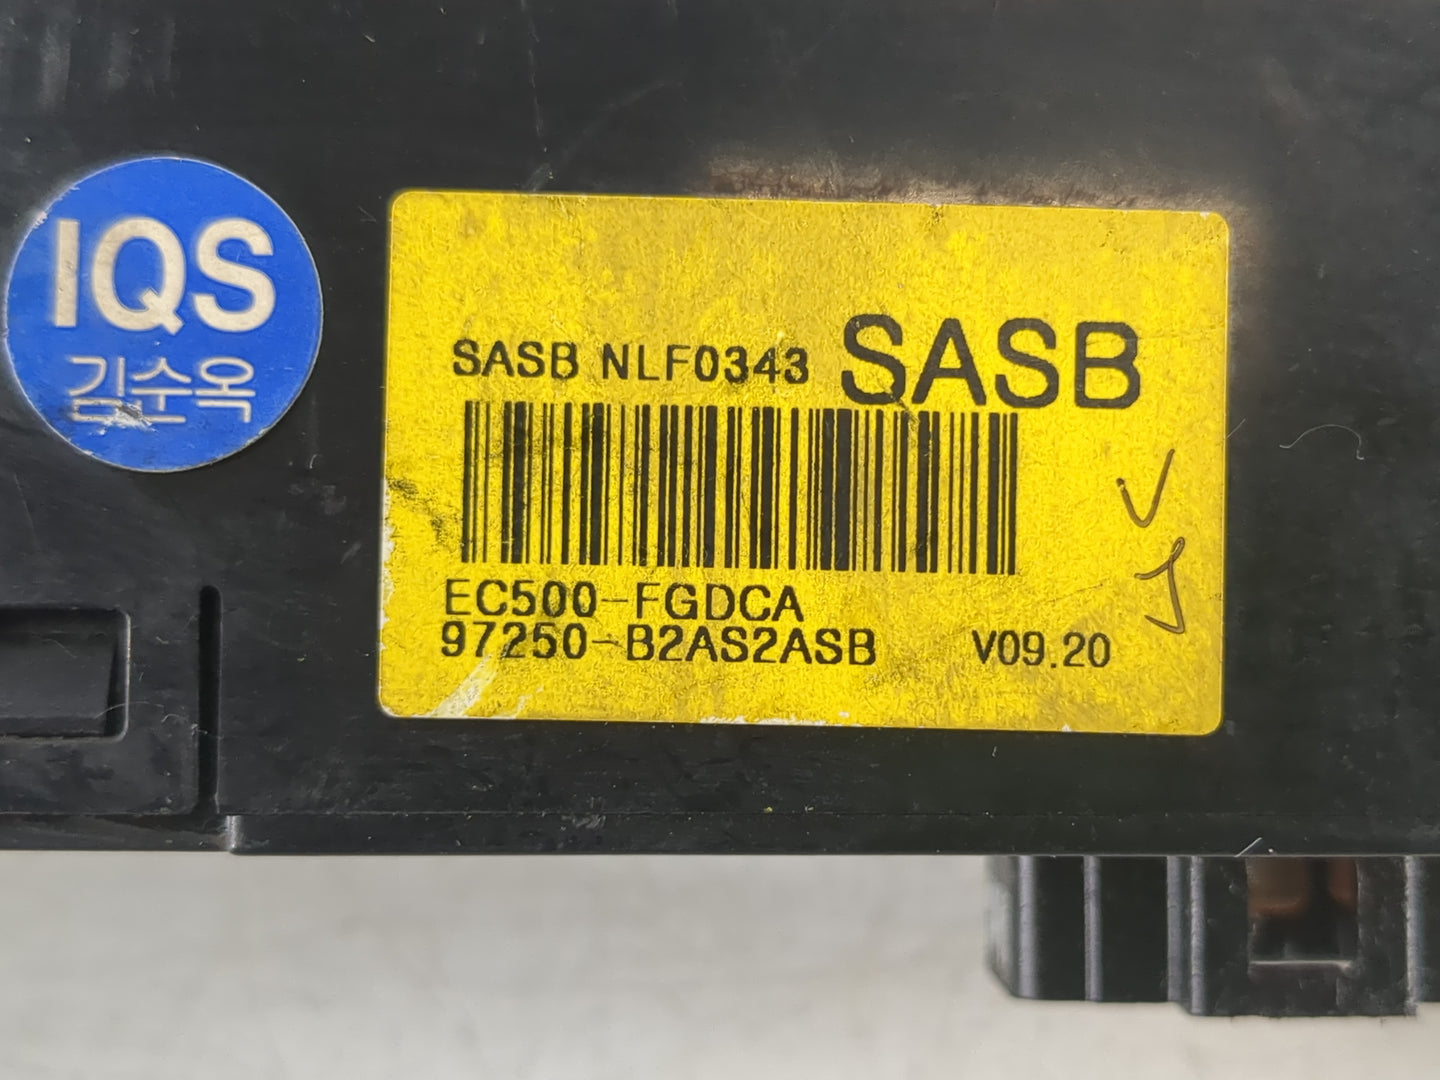 IQS
김순옥
SASB NLF0343 SASB
EC500-FGDCA
97250-B2AS2ASB V09.20